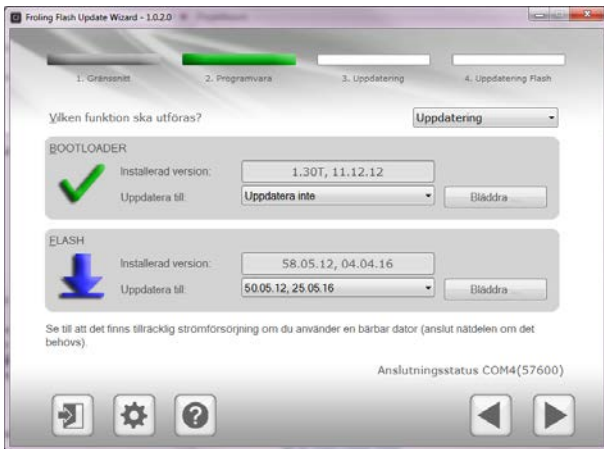 Froling Flash Update Wizard - 1.0.2.0
1. Gränssnitt 2. Programvara 3. Uppdatering 4. Uppdatering Flash
Vilken funktion ska utföras? Uppdatering
BOOTLOADER
Installerad version: 1.30T, 11.12.12
Uppdatera till: Uppdatera inte Bläddra ...
FLASH
Installerad version: 58.05.12, 04.04.16
Uppdatera till: 50.05.12, 25.05.16 Bläddra ...
Se till att det finns tillräcklig strömförsörjning om du använder en bärbar dator (anslut nätdelen om det
behövs).
Anslutningsstatus COM4(57600)